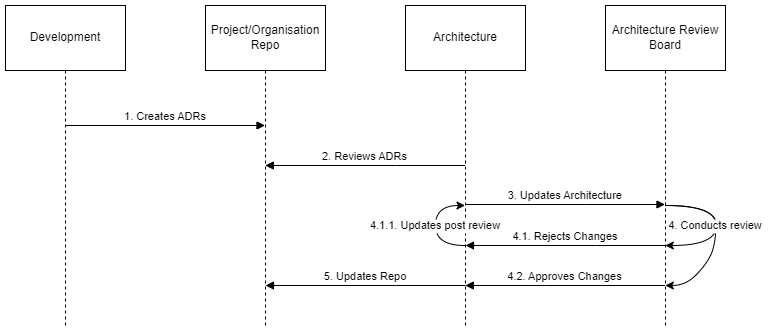 Development
Project/Organisation
Repo
Architecture
Architecture Review
Board
1. Creates ADRs
2. Reviews ADRs
3. Updates Architecture
4.1.1. Updates post review
4. Conducts review
4.1. Rejects Changes
5. Updates Repo
4.2. Approves Changes